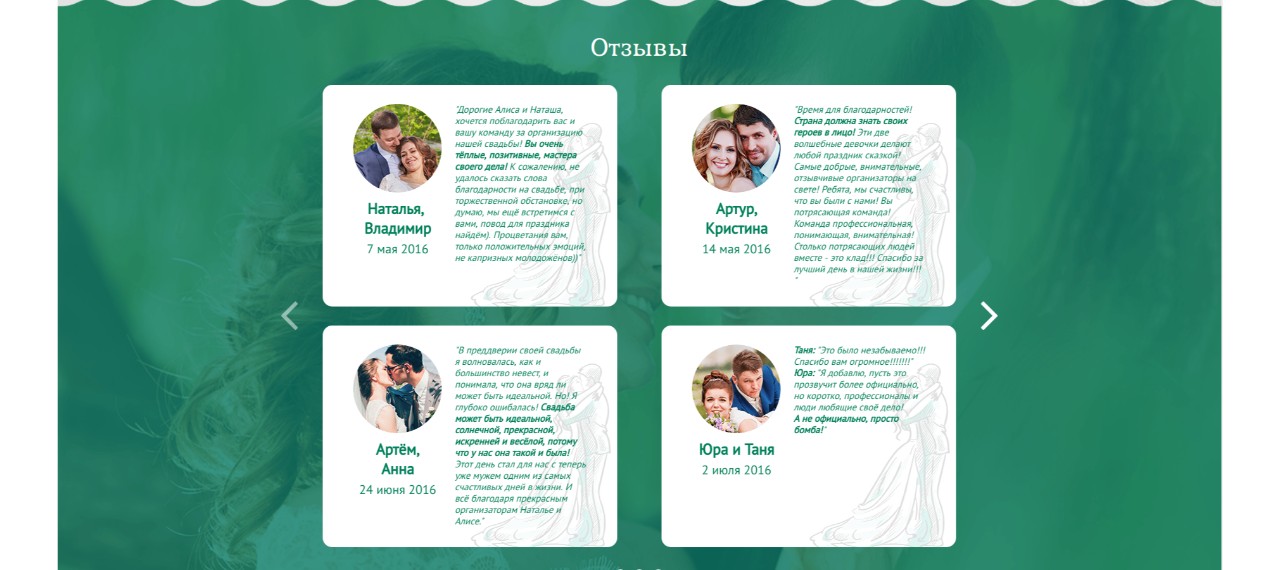 Отзывы
"Дорогие Алиса и Наташа,
хочется поблагодарить вас и
вашу команду за организацию
нашей свадьбы! Вы очень
тёплые, позитивные, мастера
своего дела! К сожалению, не
удалось сказать слова
благодарности на свадьбе, при
торжественной обстановке, но
думаю, мы ещё встретимся с
вами, повод для праздника
найдём). Процветания вам,
только положительных эмоций,
не капризных молодожёнов))"
Наталья,
Владимир
7 мая 2016
"Время для благодарностей!
Страна должна знать своих
героев в лицо! Эти две
волшебные девочки делают
любой праздник сказкой!
Самые добрые, внимательные,
отзывчивые организаторы на
свете! Ребята, мы счастливы,
что вы были с нами! Вы
потрясающая команда!
Команда профессиональная,
понимающая, внимательная!
Столько потрясающих людей
вместе - это клад!!! Спасибо за
лучший день в нашей жизни!!!
"
Артур,
Кристина
14 мая 2016
"В преддверии своей свадьбы
я волновалась, как и
большинство невест, и
понимала, что она вряд ли
может быть идеальной. Но! Я
глубоко ошибалась! Свадьба
может быть идеальной,
солнечной, прекрасной,
искренней и весёлой, потому
что у нас она такой и была!
Этот день стал для нас с теперь
уже мужем одним из самых
счастливых дней в жизни. И
всё благодаря прекрасным
организаторам Наталье и
Алисе."
Артём,
Анна
24 июня 2016
Таня: "Это было незабываемо!!!
Спасибо вам огромное!!!!!!!"
Юра: "Я добавлю, пусть это
прозвучит более официально,
но коротко, профессионалы и
люди любящие своё дело!
А не официально, просто
бомба!"
Юра и Таня
2 июля 2016